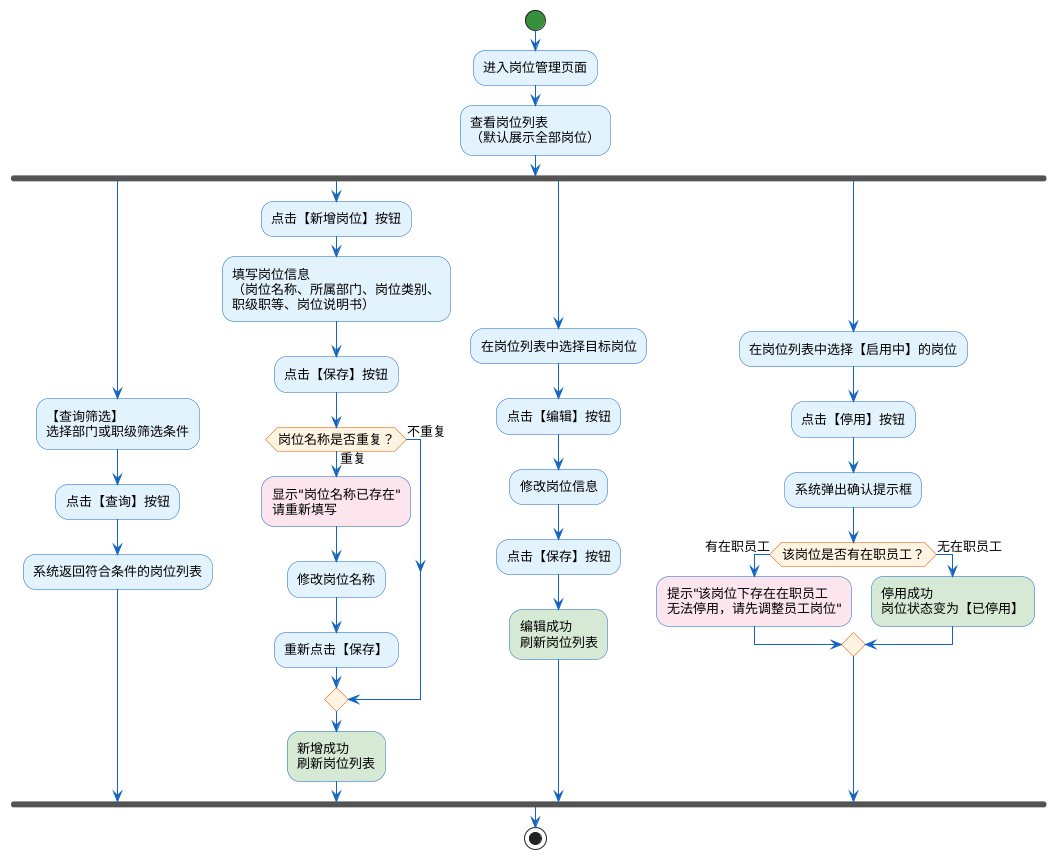 进入岗位管理页面
查看岗位列表
（默认展示全部岗位）
【查询筛选】
选择部门或职级筛选条件
点击【查询】按钮
系统返回符合条件的岗位列表
点击【新增岗位】按钮
填写岗位信息
（岗位名称、所属部门、岗位类别、
职级职等、岗位说明书）
点击【保存】按钮
岗位名称是否重复？
不重复
重复
显示"岗位名称已存在"
请重新填写
修改岗位名称
重新点击【保存】
新增成功
刷新岗位列表
在岗位列表中选择目标岗位
点击【编辑】按钮
修改岗位信息
点击【保存】按钮
编辑成功
刷新岗位列表
在岗位列表中选择【启用中】的岗位
点击【停用】按钮
系统弹出确认提示框
该岗位是否有在职员工？
有在职员工
无在职员工
提示"该岗位下存在在职员工
无法停用，请先调整员工岗位"
停用成功
岗位状态变为【已停用】